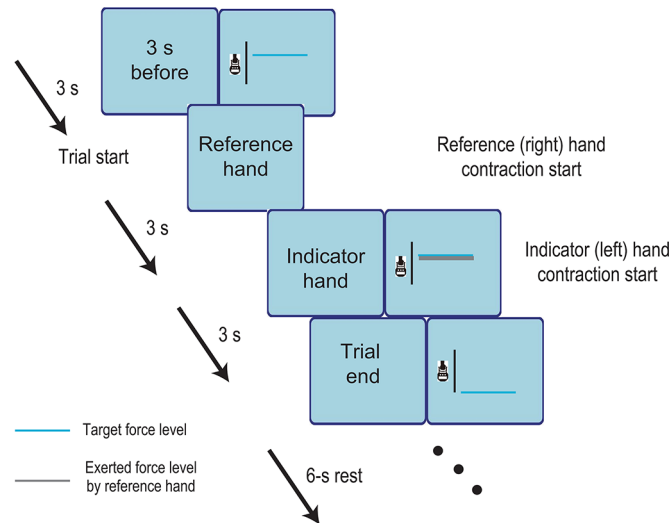 3 s
before
3 s
Trial start
Reference
hand
Reference (right) hand
contraction start
3 s
Indicator
hand
Indicator (left) hand
contraction start
3 s
Trial
end
Target force level
Exerted force level
by reference hand
6-s rest